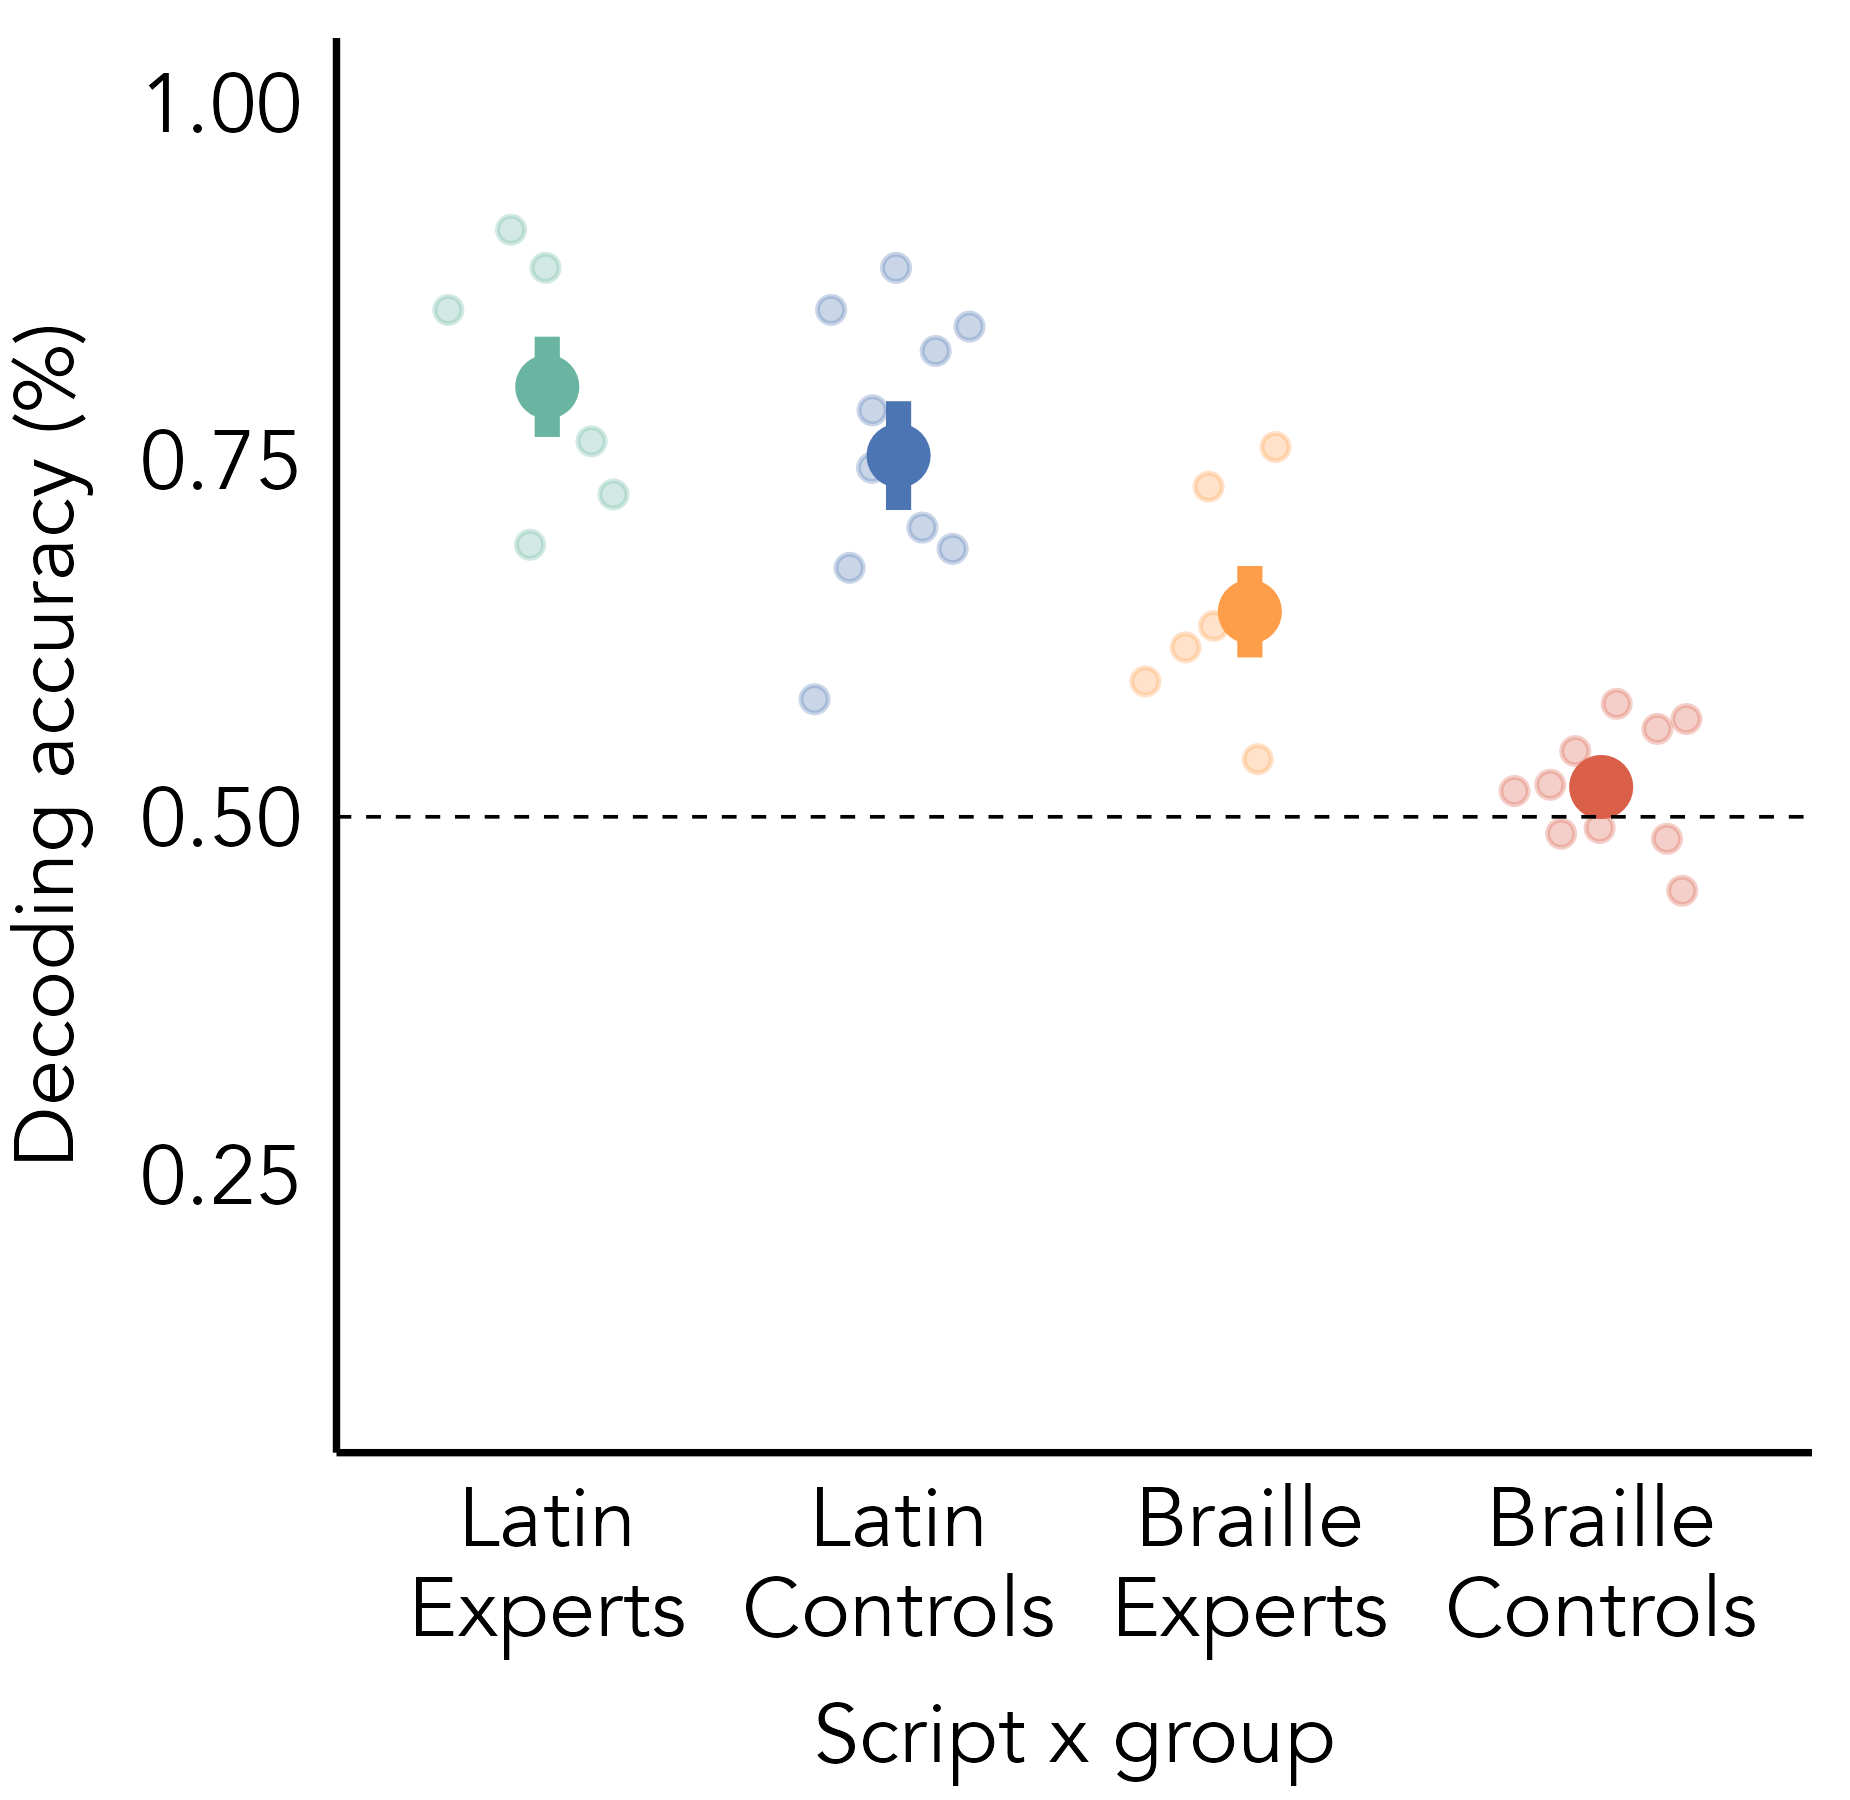 1.00
0.75
0.50
0.25
Decoding accuracy (%)
Latin
Experts
Latin
Controls
Braille
Experts
Braille
Controls
Script x group